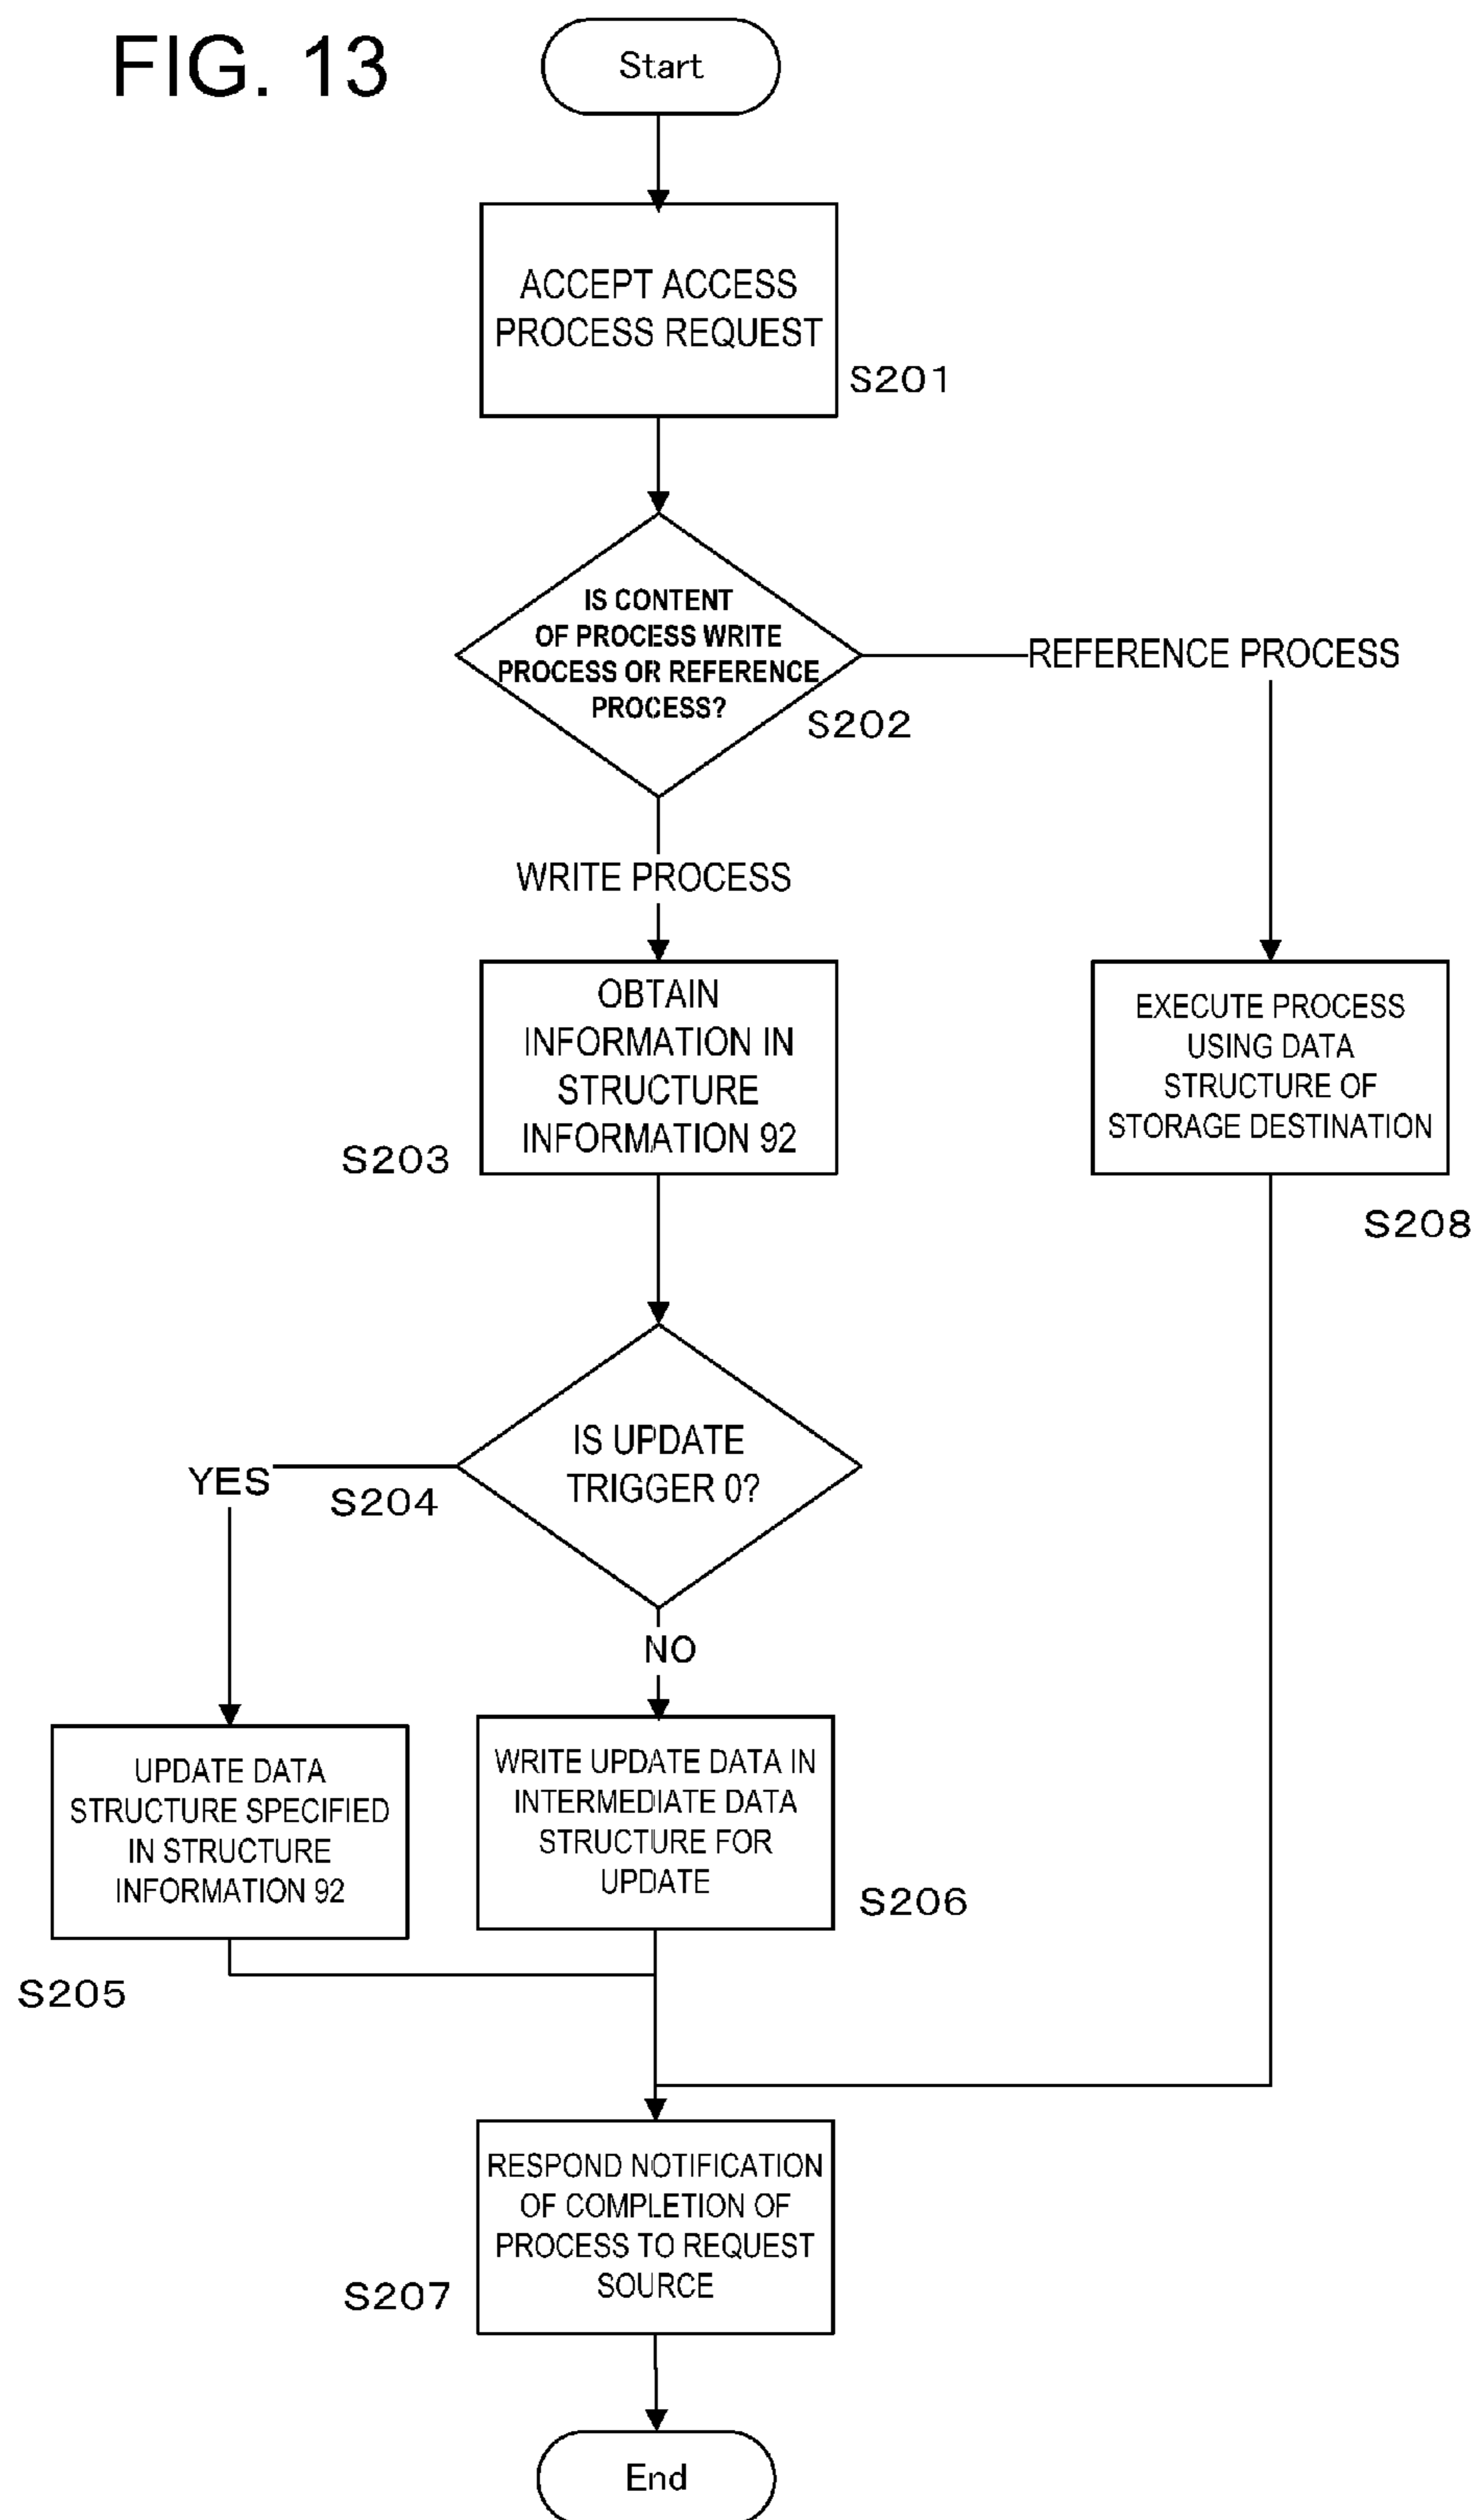 FIG. 13
Start
ACCEPT ACCESS
PROCESS REQUEST
S201
IS CONTENT
OF PROCESS WRITE
PROCESS OR REFERENCE
PROCESS?
S202
REFERENCE PROCESS
WRITE PROCESS
OBTAIN
INFORMATION IN
STRUCTURE
INFORMATION 92
S203
EXECUTE PROCESS
USING DATA
STRUCTURE OF
STORAGE DESTINATION
S208
IS UPDATE
TRIGGER 0?
YES
S204
NO
UPDATE DATA
STRUCTURE SPECIFIED
IN STRUCTURE
INFORMATION 92
S205
WRITE UPDATE DATA IN
INTERMEDIATE DATA
STRUCTURE FOR
UPDATE
S206
RESPOND NOTIFICATION
OF COMPLETION OF
PROCESS TO REQUEST
SOURCE
S207
End